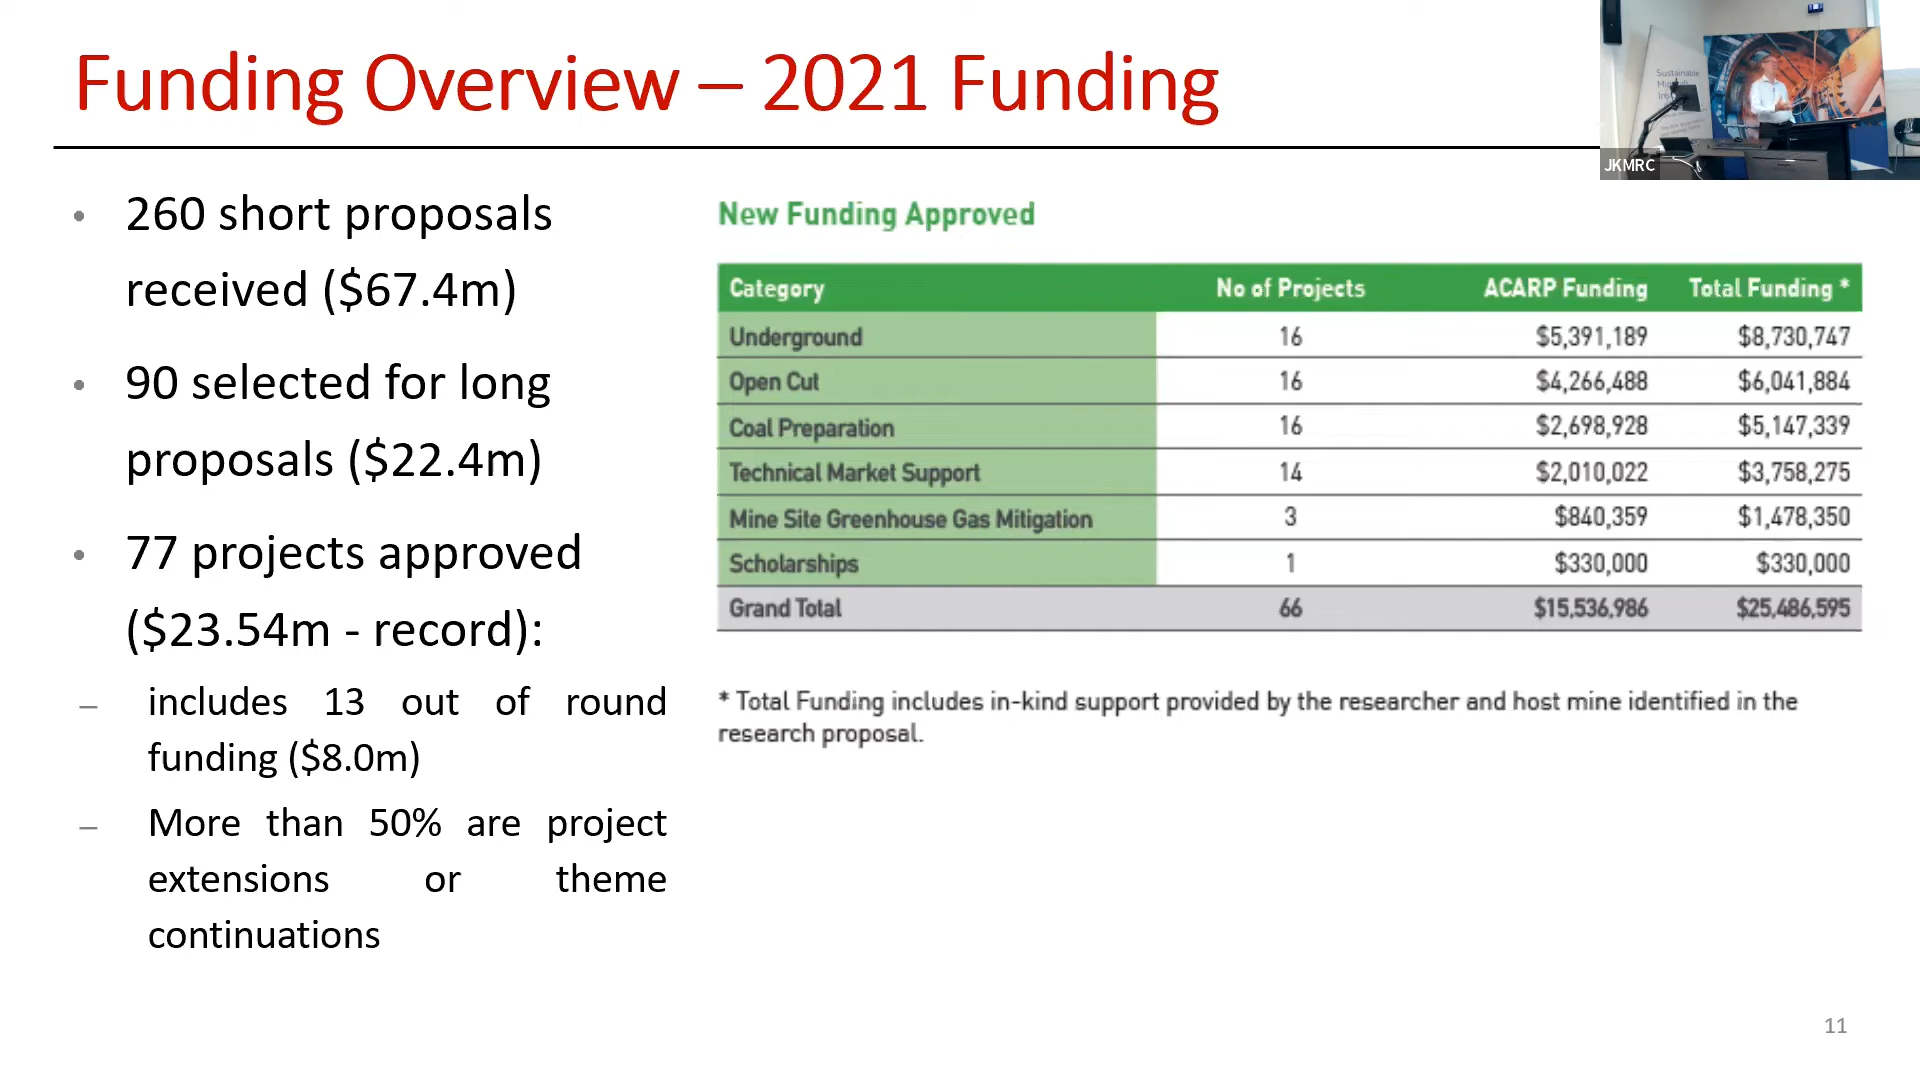 Funding Overview – 2021 Funding
Sustainable
JKMRC
• 260 short proposals
received ($67.4m)
• 90 selected for long
proposals ($22.4m)
• 77 projects approved
($23.54m - record):
– includes 13 out of round
funding ($8.0m)
– More than 50% are project
extensions or theme
continuations
New Funding Approved
Category No of Projects ACARP Funding Total Funding *
Underground 16 $5,391,189 $8,730,747
Open Cut 16 $4,266,488 $6,041,884
Coal Preparation 16 $2,698,928 $5,147,339
Technical Market Support 14 $2,010,022 $3,758,275
Mine Site Greenhouse Gas Mitigation 3 $840,359 $1,478,350
Scholarships 1 $330,000 $330,000
Grand Total 66 $15,536,986 $25,486,595
* Total Funding includes in-kind support provided by the researcher and host mine identified in the
research proposal.
11